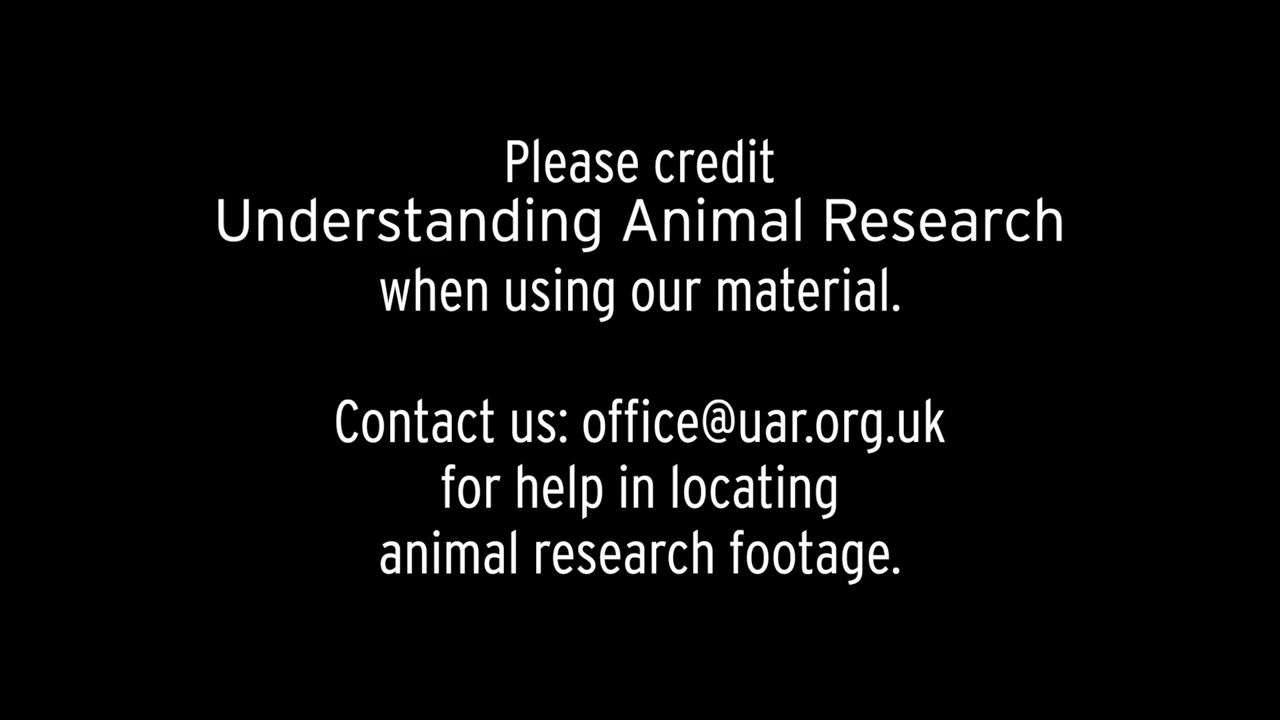 Please credit
Understanding Animal Research
when using our material.
Contact us: office@uar.org.uk
for help in locating
animal research footage.